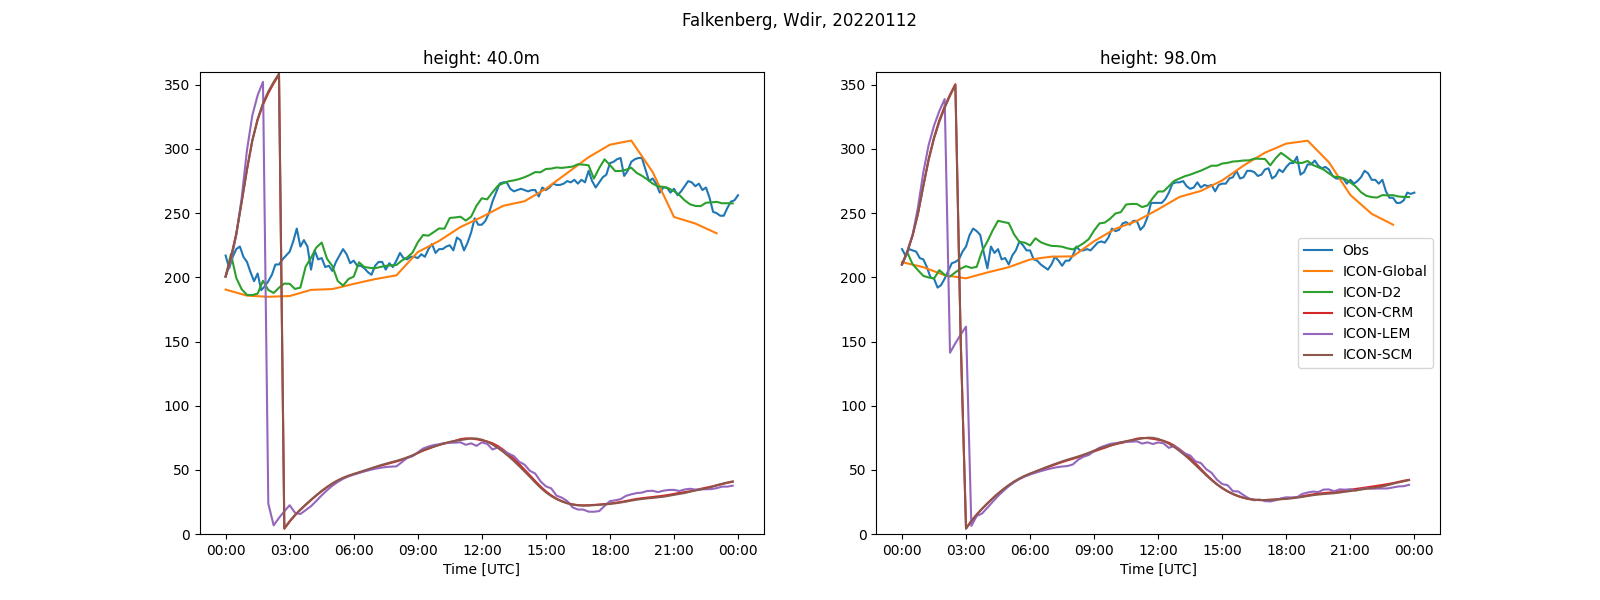 Falkenberg, Wdir, 20220112
height: 40.0m
350
300
250
200
150
100
50
0
00:00 03:00 06:00 09:00 12:00 15:00 18:00 21:00 00:00
Time [UTC]
height: 98.0m
350
300
250
200
150
100
50
0
Obs
ICON-Global
ICON-D2
ICON-CRM
ICON-LEM
ICON-SCM
00:00 03:00 06:00 09:00 12:00 15:00 18:00 21:00 00:00
Time [UTC]